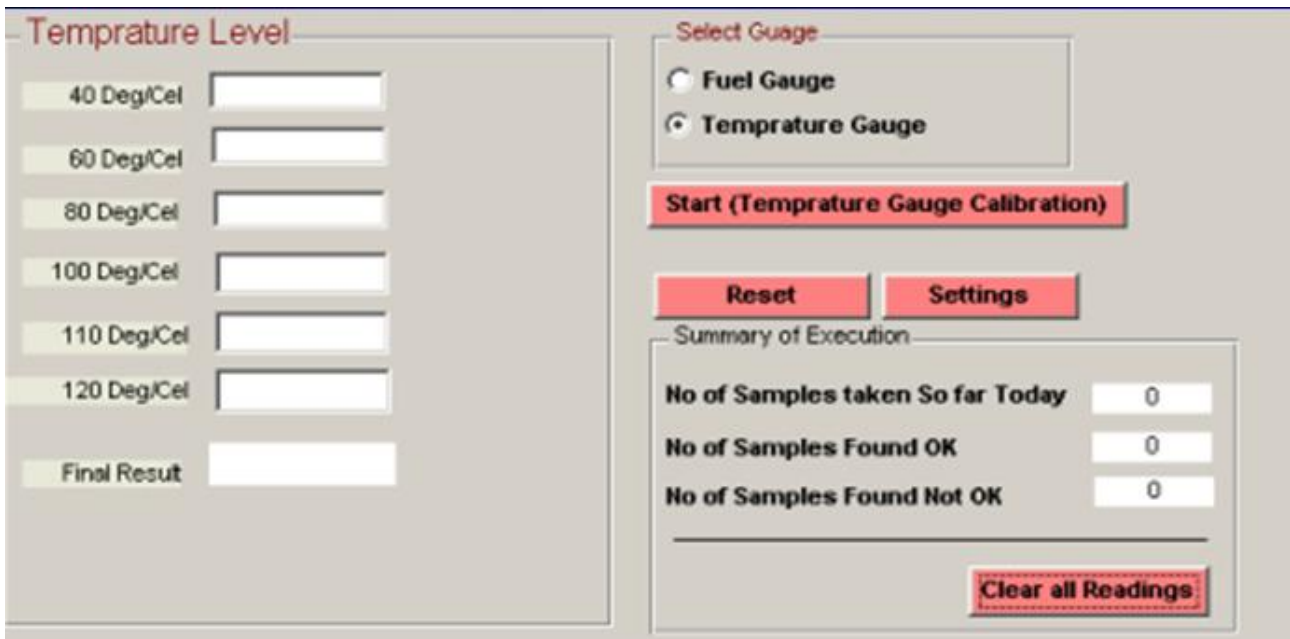 Temprature Level
40 Deg/Cel
60 Deg/Cel
80 Deg/Cel
100 Deg/Cel
110 Deg/Cel
120 Deg/Cel
Final Result
Select Guage
Fuel Gauge
Temprature Gauge
Start (Temprature Gauge Calibration)
Reset
Settings
Summary of Execution
No of Samples taken So far Today 0
No of Samples Found OK 0
No of Samples Found Not OK 0
Clear all Readings